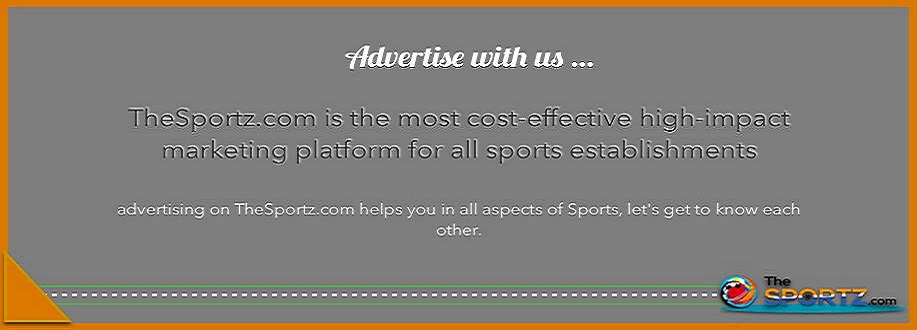 Advertise with us ...
TheSportz.com is the most cost-effective high-impact
marketing platform for all sports establishments
advertising on TheSportz.com helps you in all aspects of Sports, let's get to know each
other.
The
SPORTZ.com